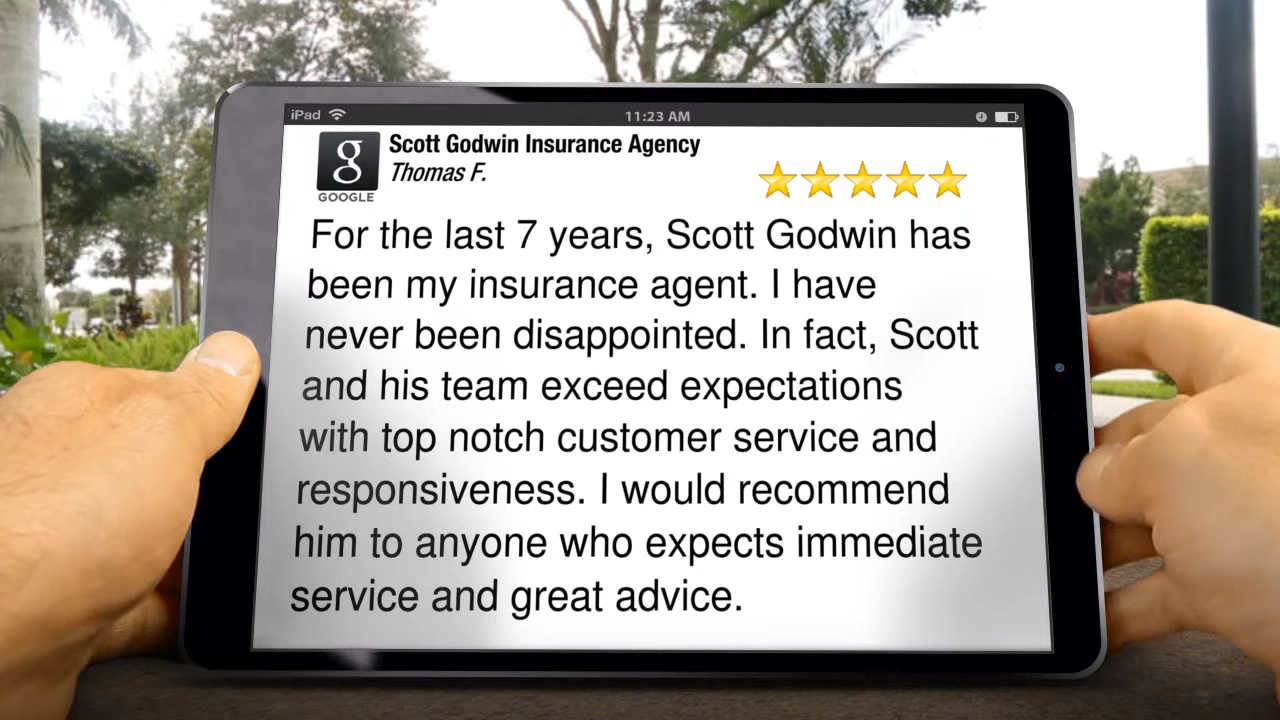 iPad
11:23 AM
g
GOOGLE
Scott Godwin Insurance Agency
Thomas F.
For the last 7 years, Scott Godwin has
been my insurance agent. I have
never been disappointed. In fact, Scott
and his team exceed expectations
with top notch customer service and
responsiveness. I would recommend
him to anyone who expects immediate
service and great advice.